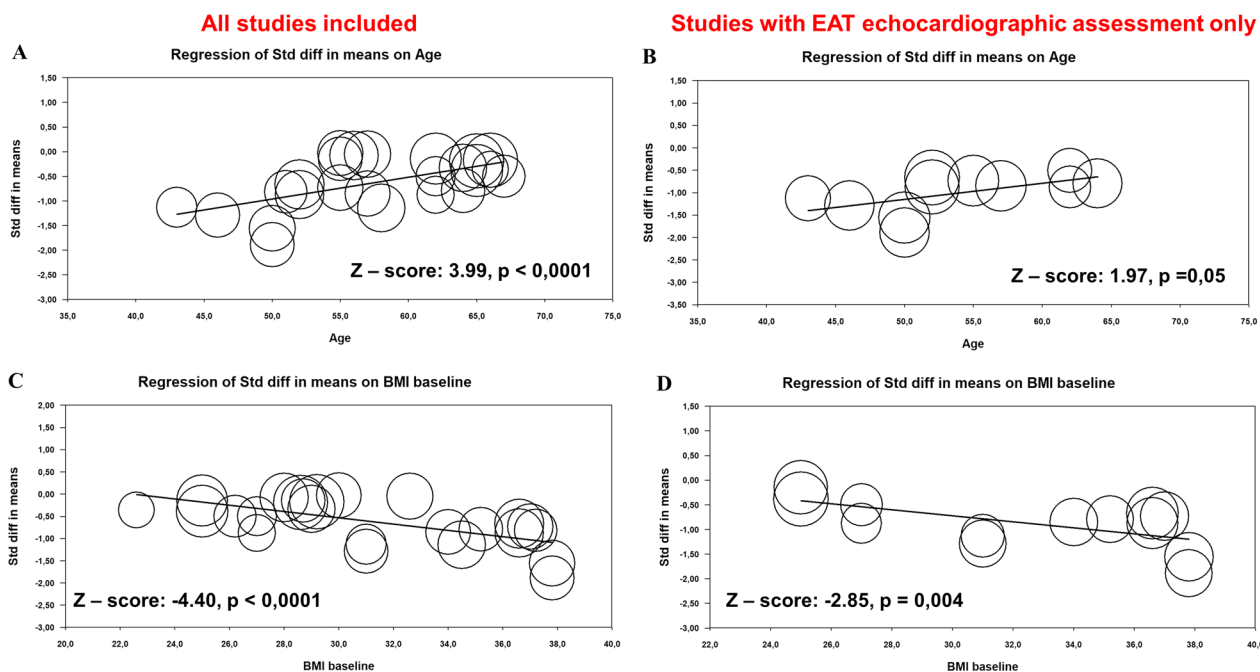 All studies included
Studies with EAT echocardiographic assessment only
A
Regression of Std diff in means on Age
Std diff in means
1,50
1,00
0,50
0,00
-0,50
-1,00
-1,50
-2,00
-2,50
-3,00
Z – score: 3.99, p < 0,0001
35,0 40,0 45,0 50,0 55,0 60,0 65,0 70,0 75,0
Age
B
Regression of Std diff in means on Age
Std diff in means
1,50
1,00
0,50
0,00
-0,50
-1,00
-1,50
-2,00
-2,50
-3,00
-3,50
Z – score: 1.97, p =0,05
35,0 40,0 45,0 50,0 55,0 60,0 65,0 70,0 75,0
Age
C
Regression of Std diff in means on BMI baseline
Std diff in means
2,00
1,50
1,00
0,50
0,00
-0,50
-1,00
-1,50
-2,00
-2,50
-3,00
Z – score: -4.40, p < 0,0001
20,0 22,0 24,0 26,0 28,0 30,0 32,0 34,0 36,0 38,0 40,0
BMI baseline
D
Regression of Std diff in means on BMI baseline
Std diff in means
1,50
1,00
0,50
0,00
-0,50
-1,00
-1,50
-2,00
-2,50
-3,00
Z – score: -2.85, p = 0,004
22,0 24,0 26,0 28,0 30,0 32,0 34,0 36,0 38,0 40,0
BMI baseline